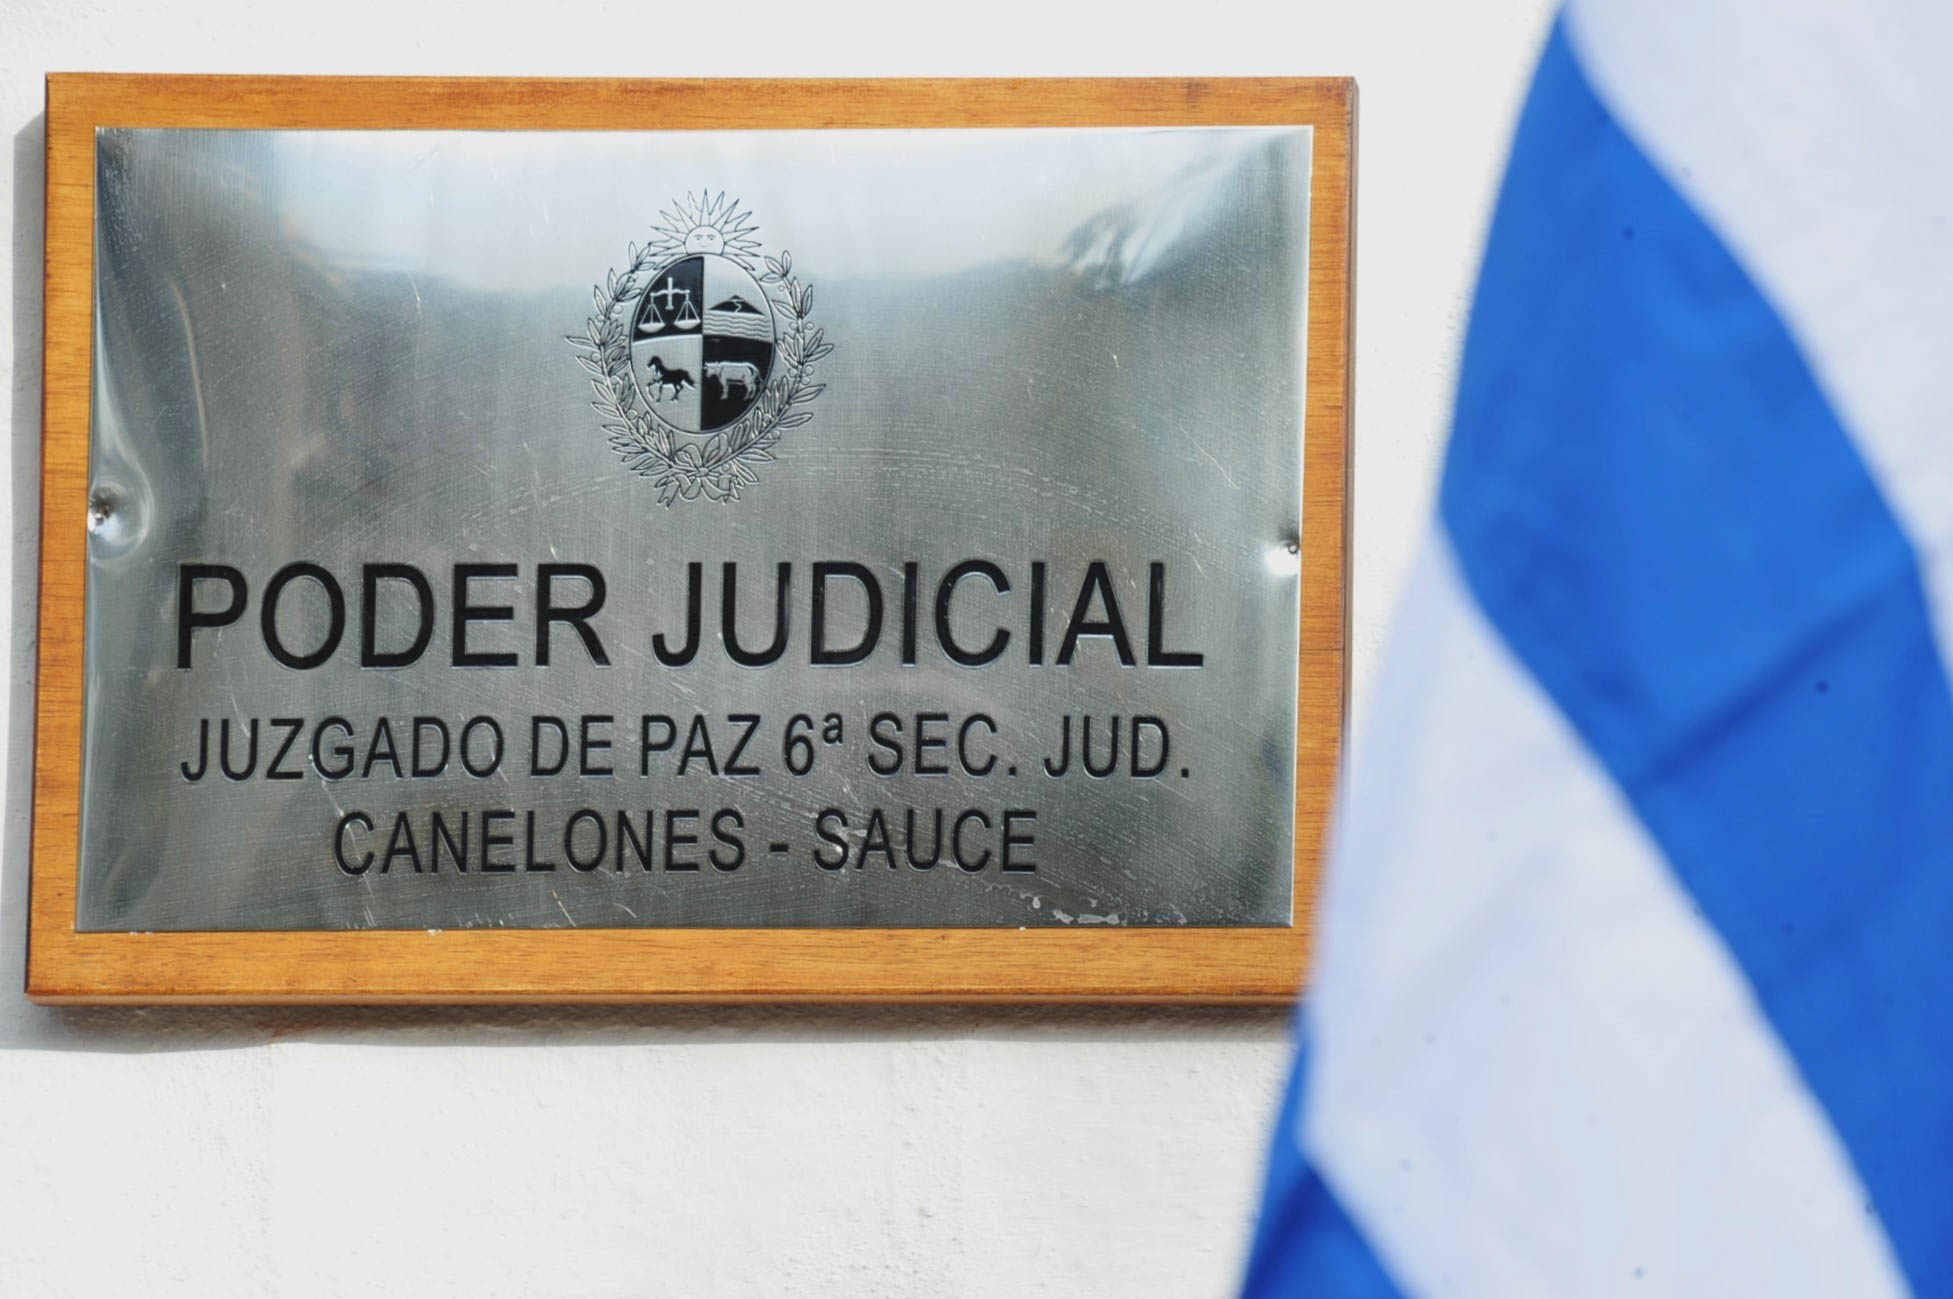 PODER JUDICIAL
JUZGADO DE PAZ 6ª SEC. JUD.
CANELONES - SAUCE